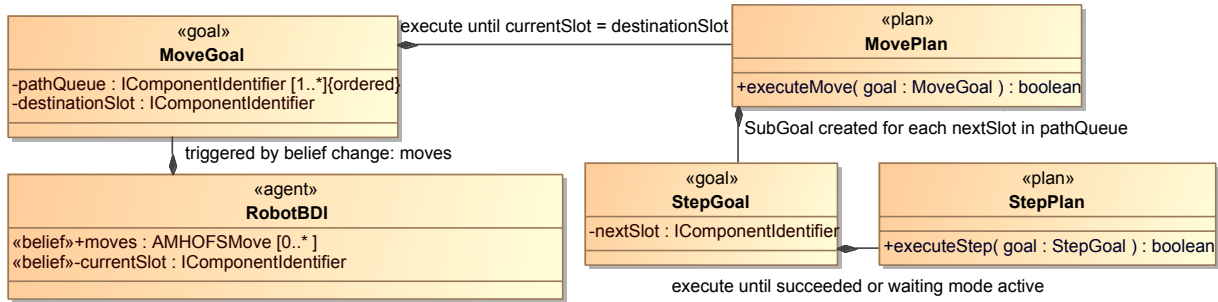 «goal»
MoveGoal
-pathQueue : IComponentIdentifier [1..*]{ordered}
-destinationSlot : IComponentIdentifier
execute until currentSlot = destinationSlot
«plan»
MovePlan
+executeMove( goal : MoveGoal ) : boolean
triggered by belief change: moves
SubGoal created for each nextSlot in pathQueue
«agent»
RobotBDI
«belief»+moves : AMHOFSMove [0..* ]
«belief»-currentSlot : IComponentIdentifier
«goal»
StepGoal
-nextSlot : IComponentIdentifier
«plan»
StepPlan
+executeStep( goal : StepGoal ) : boolean
execute until succeeded or waiting mode active